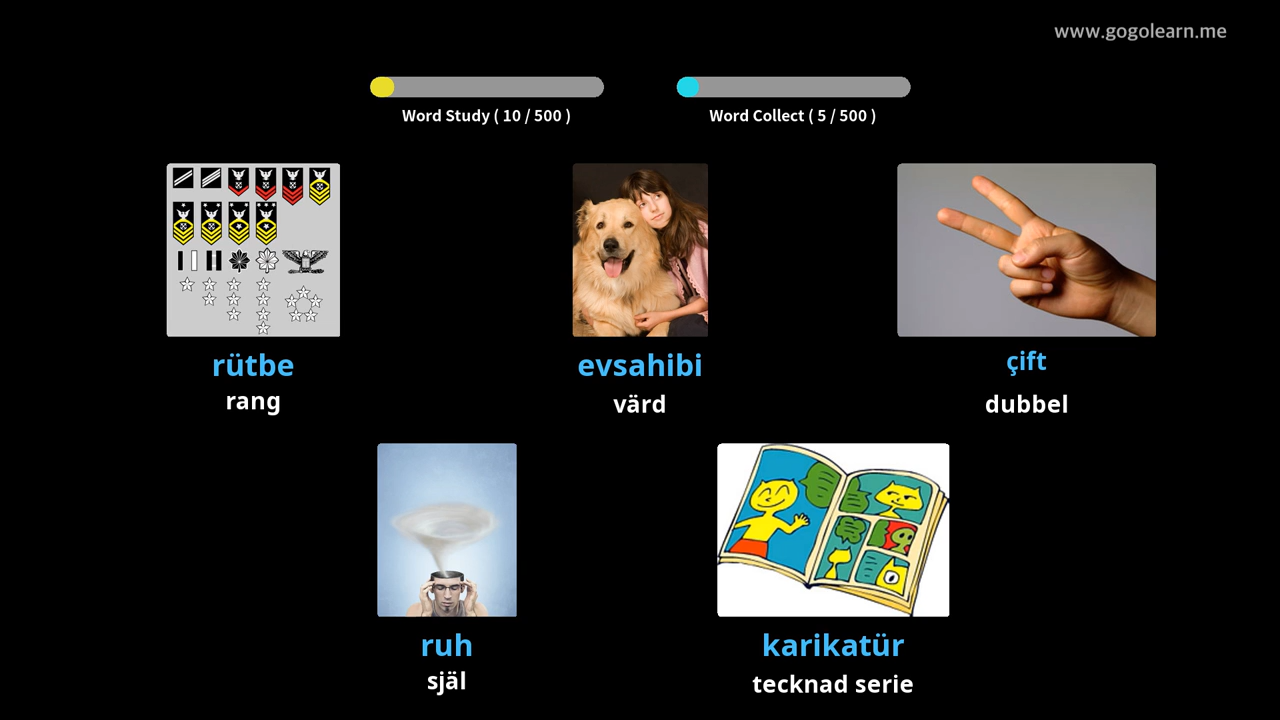 www.gogolearn.me
Word Study ( 10 / 500 )
Word Collect ( 5 / 500 )
rütbe
rang
evsahibi
värd
çift
dubbel
ruh
själ
karikatür
tecknad serie